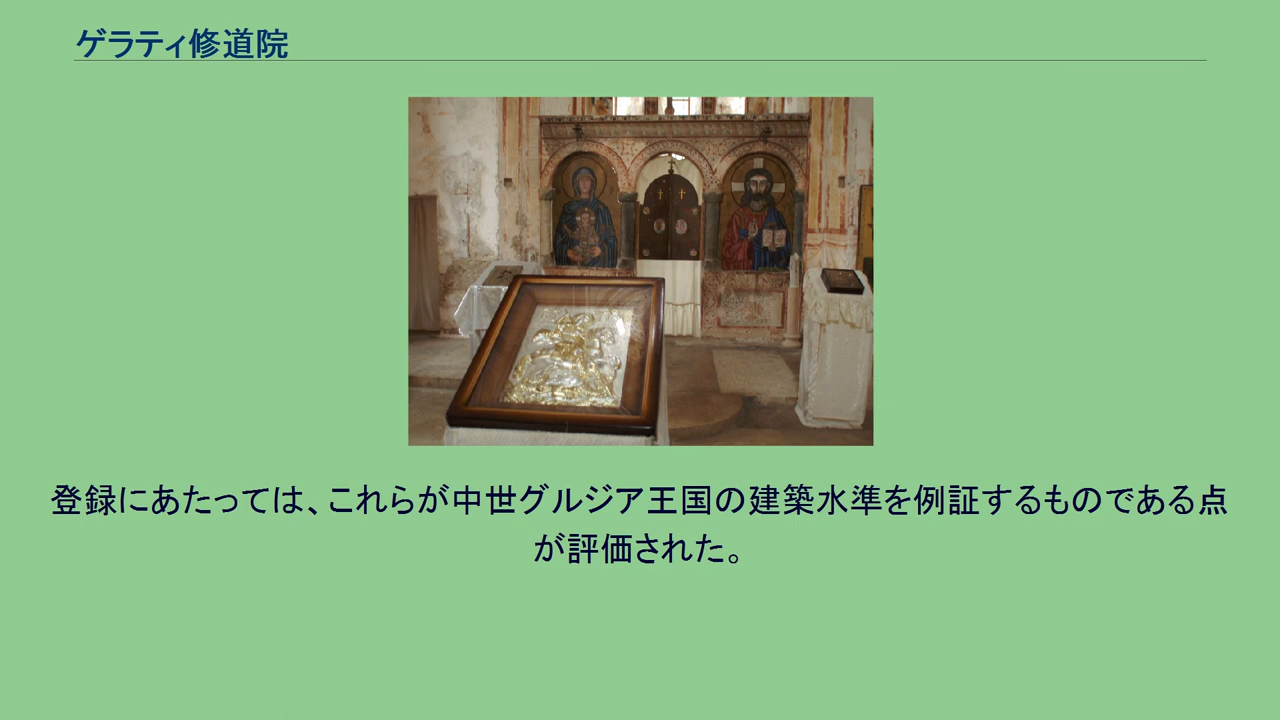 ゲラティ修道院
登録にあたっては、これらが中世グルジア王国の建築水準を例証するものである点
が評価された。